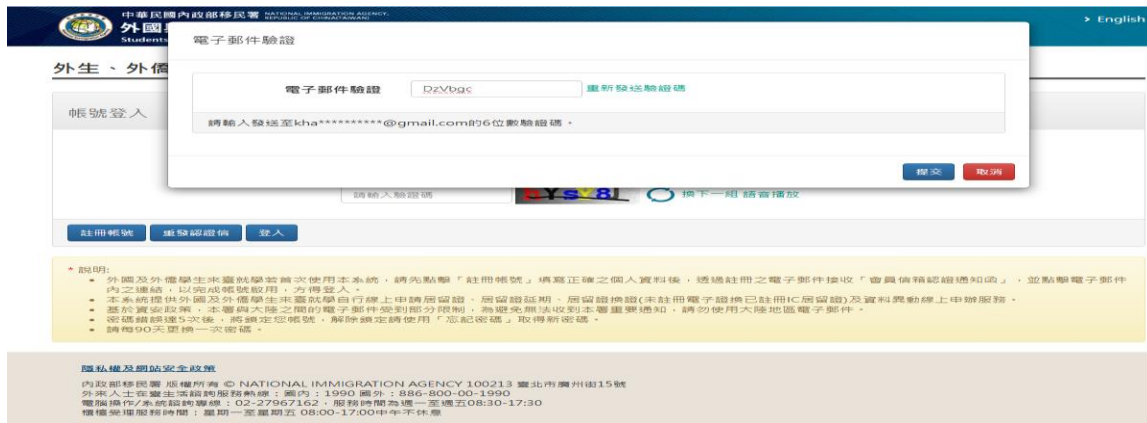 中華民國內政部移民署 NATIONAL IMMIGRATION AGENCY,
REPUBLIC OF CHINA(TAIWAN)
外國
Students
> English
電子郵件驗證
外生、外僑
電子郵件驗證 DzVbgc 重新發送驗證碼
帳號登入
請輸入發送至kha**********@gmail.com的6位數驗證碼。
提交 取消
請輸入驗證碼 換下一組 語音播放
註冊帳號 重發認證信 登入
* 說明:
• 外國及外僑學生來臺就學若首次使用本系統,請先點擊「註冊帳號」填寫正確之個人資料後,透過註冊之電子郵件接收「會員信箱認證通知函」,並點擊電子郵件
內之連結,以完成帳號啟用,方得登入。
• 本系統提供外國及外僑學生來臺就學自行線上申請居留證、居留證延期、居留證換證(未註冊電子證換已註冊IC居留證)及資料異動線上申辦服務。
• 基於資安政策,本署與大陸之間的電子郵件受到部分限制,為避免無法收到本署重要通知,請勿使用大陸地區電子郵件。
• 密碼錯誤達5次後,將鎖定您帳號,解除鎖定請使用「忘記密碼」取得新密碼。
• 請每90天更換一次密碼。
隱私權及網站安全政策
內政部移民署 版權所有 © NATIONAL IMMIGRATION AGENCY 100213 臺北市廣州街15號
外來人士在臺生活諮詢服務熱線:國內:1990 國外:886-800-00-1990
電腦操作/系統諮詢專線:02-27967162,服務時間為週一至週五08:30-17:30
櫃檯受理服務時間:星期一至星期五 08:00-17:00中午不休息